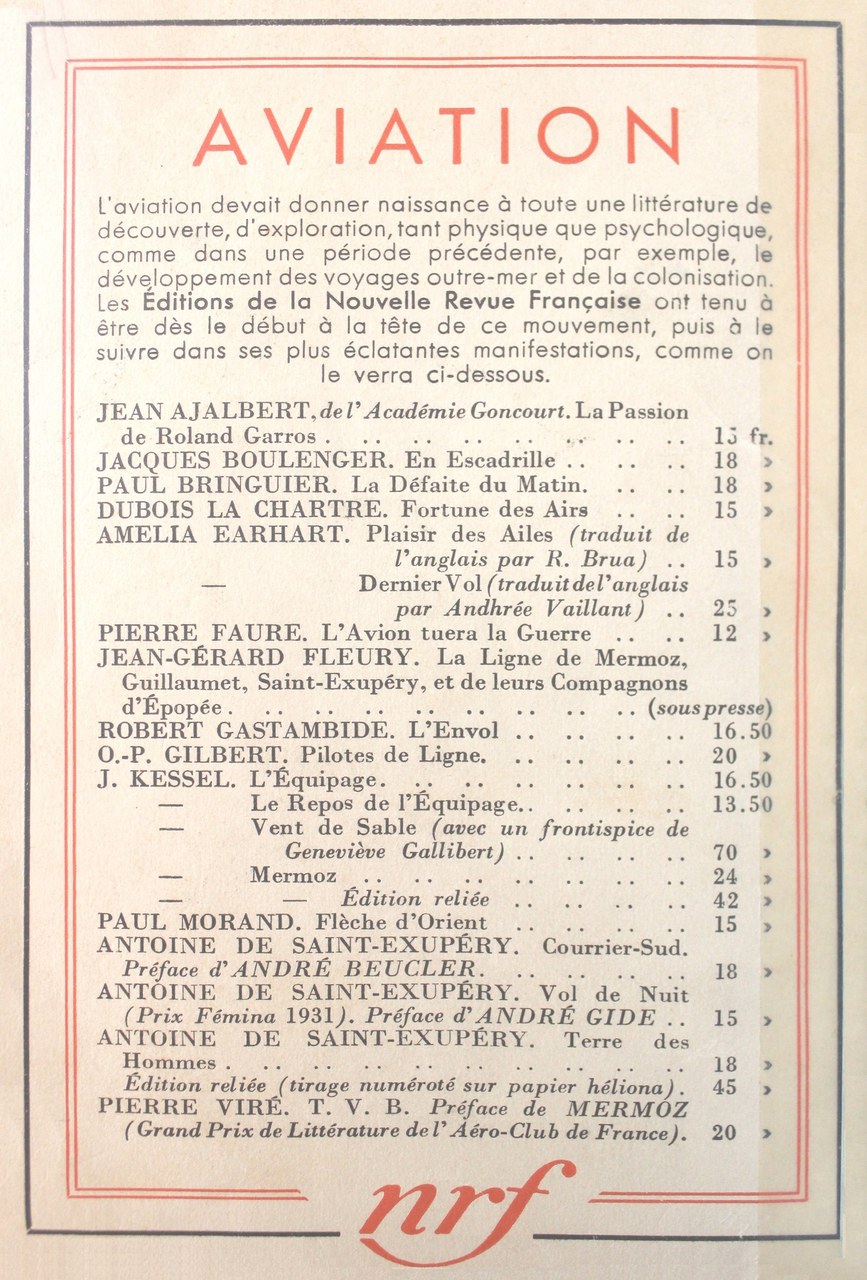 AVIATION
L'aviation devait donner naissance à toute une littérature de
découverte, d'exploration, tant physique que psychologique,
comme dans une période précédente, par exemple, le
développement des voyages outre-mer et de la colonisation.
Les Éditions de la Nouvelle Revue Française ont tenu à
être dès le début à la tête de ce mouvement, puis à le
suivre dans ses plus éclatantes manifestations, comme on
le verra ci-dessous.
JEAN AJALBERT, de l'Académie Goncourt. La Passion
de Roland Garros . .. .. .. .. .. .. .. .. 15 fr.
JACQUES BOULENGER. En Escadrille .. .. .. 18 »
PAUL BRINGUIER. La Défaite du Matin. .. .. 18 »
DUBOIS LA CHARTRE. Fortune des Airs .. .. 15 »
AMELIA EARHART. Plaisir des Ailes (traduit de
l'anglais par R. Brua) .. 15 »
— Dernier Vol (traduit de l'anglais
par Andhrée Vaillant) .. 25 »
PIERRE FAURE. L'Avion tuera la Guerre .. .. 12 »
JEAN-GÉRARD FLEURY. La Ligne de Mermoz,
Guillaumet, Saint-Exupéry, et de leurs Compagnons
d'Épopée . .. .. .. .. .. .. .. .. .. (sous presse)
ROBERT GASTAMBIDE. L'Envol .. .. .. .. 16.50
O.-P. GILBERT. Pilotes de Ligne. .. .. .. .. 20 »
J. KESSEL. L'Équipage. .. .. .. .. .. .. 16.50
— Le Repos de l'Équipage.. .. .. .. 13.50
— Vent de Sable (avec un frontispice de
Geneviève Gallibert) .. .. .. .. 70 »
— Mermoz .. .. .. .. .. .. .. 24 »
— — Édition reliée .. .. .. .. 42 »
PAUL MORAND. Flèche d'Orient .. .. .. .. 15 »
ANTOINE DE SAINT-EXUPÉRY. Courrier-Sud.
Préface d'ANDRÉ BEUCLER. .. .. .. .. 18 »
ANTOINE DE SAINT-EXUPÉRY. Vol de Nuit
(Prix Fémina 1931). Préface d'ANDRÉ GIDE .. 15 »
ANTOINE DE SAINT-EXUPÉRY. Terre des
Hommes . .. .. .. .. .. .. .. .. .. .. 18 »
Édition reliée (tirage numéroté sur papier héliona). 45 »
PIERRE VIRÉ. T. V. B. Préface de MERMOZ
(Grand Prix de Littérature de l'Aéro-Club de France). 20 »
nrf